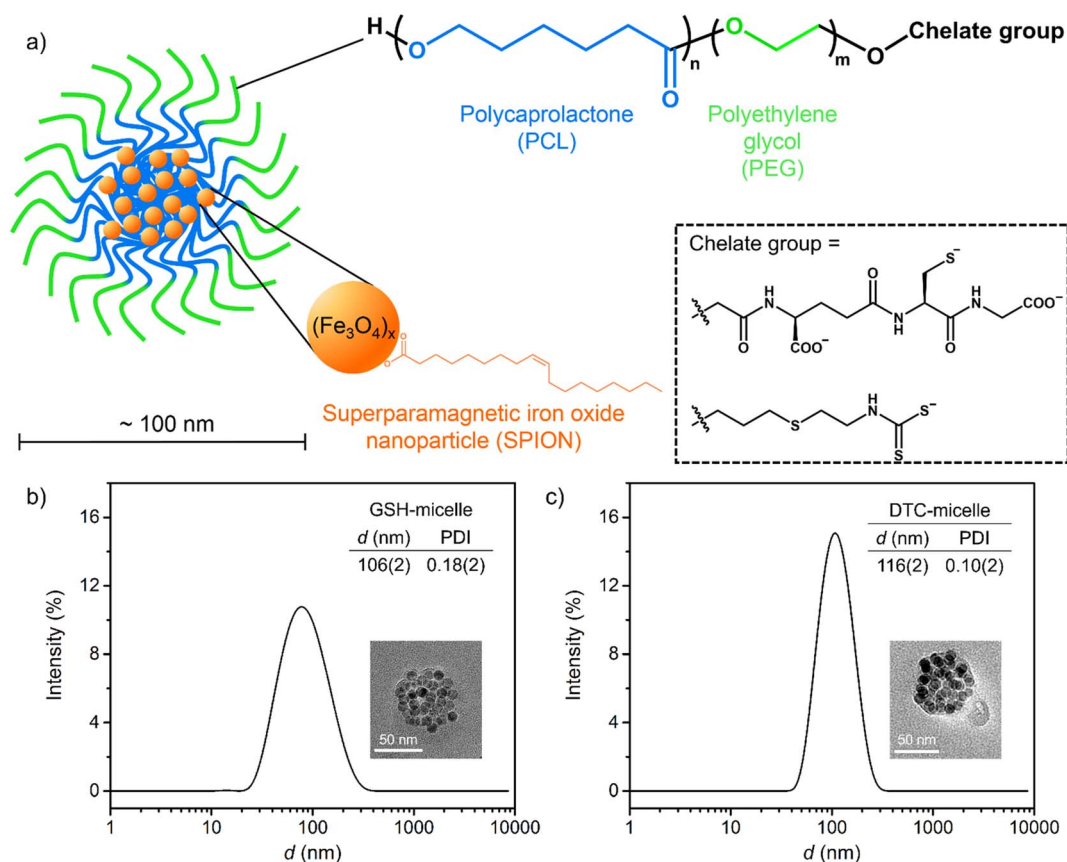 a)
H
O
O
n
O
m
O
Chelate group
Polycaprolactone
(PCL)
Polyethylene
glycol
(PEG)
(Fe₃O₄)ₓ
O
O
Superparamagnetic iron oxide
nanoparticle (SPION)
~ 100 nm
Chelate group =
O
H
N
COO⁻
O
N
H
S⁻
O
H
N
COO⁻
S
H
N
S⁻
S
b)
GSH-micelle
d (nm) PDI
106(2) 0.18(2)
50 nm
Intensity (%)
16
12
8
4
0
1 10 100 1000 10000
d (nm)
c)
DTC-micelle
d (nm) PDI
116(2) 0.10(2)
50 nm
Intensity (%)
16
12
8
4
0
1 10 100 1000 10000
d (nm)